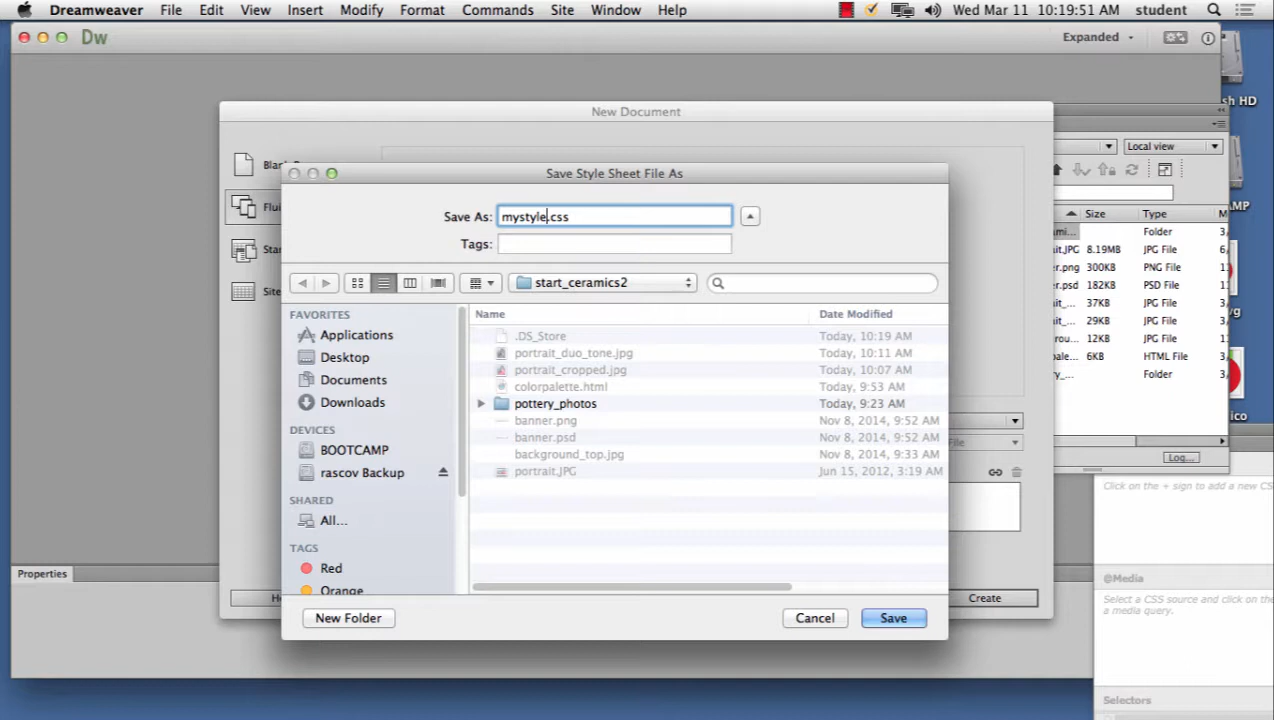 Dreamweaver File Edit View Insert Modify Format Commands Site Window Help Wed Mar 11 10:19:51 AM student
Dw Expanded
sh HD
New Document
Local view
Size Type
Save Style Sheet File As
Save As: mystyle.css
Tags:
start_ceramics2
FAVORITES
Applications
Desktop
Documents
Downloads
DEVICES
BOOTCAMP
rascov Backup
SHARED
All...
TAGS
Red
Orange
Name Date Modified
.DS_Store Today, 10:19 AM
portrait_duo_tone.jpg Today, 10:11 AM
portrait_cropped.jpg Today, 10:07 AM
colorpalette.html Today, 9:53 AM
pottery_photos Today, 9:23 AM
banner.png Nov 8, 2014, 9:52 AM
banner.psd Nov 8, 2014, 9:52 AM
background_top.jpg Nov 8, 2014, 9:33 AM
portrait.JPG Jun 15, 2012, 3:19 AM
New Folder Cancel Save
Folder
8.19MB JPG File
300KB PNG File
182KB PSD File
37KB JPG File
29KB JPG File
12KB JPG File
6KB HTML File
Folder
Log...
Create
Properties
Click on the + sign to add a new CS
@Media
Select a CSS source and click on the
a media query.
Selectors